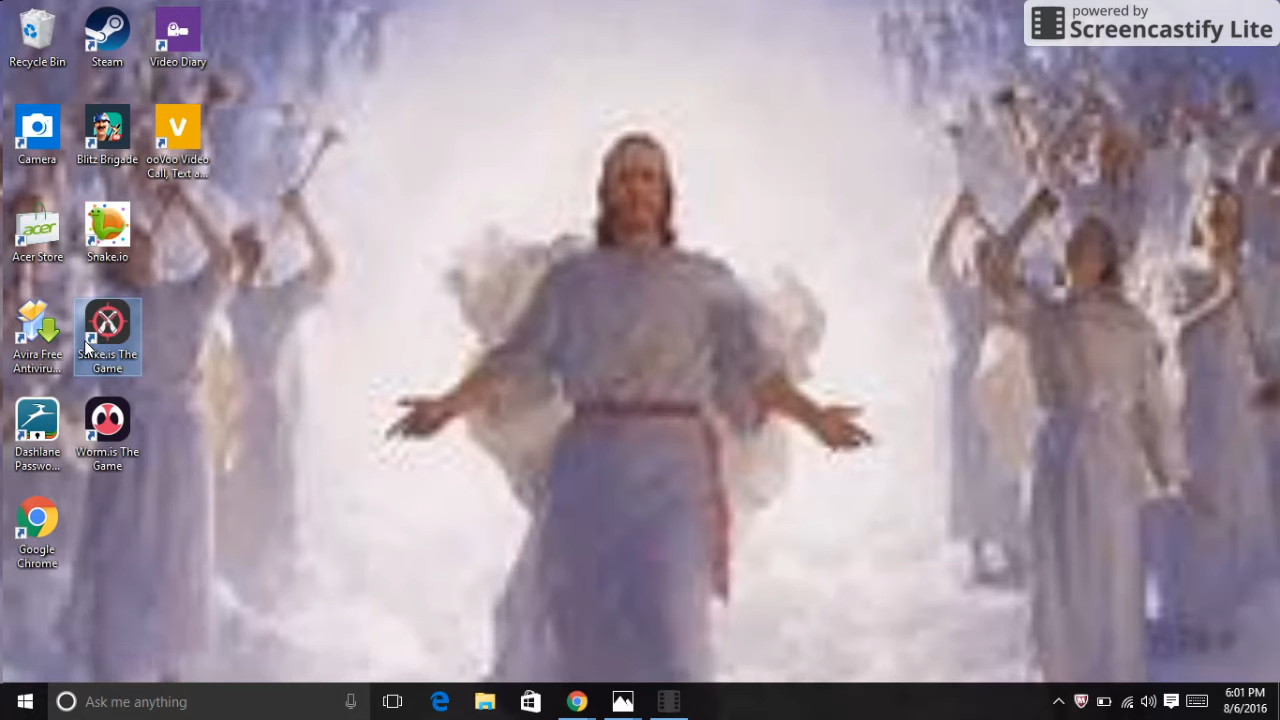 powered by
Screencastify Lite
Recycle Bin
Steam
Video Diary
Camera
Blitz Brigade
ooVoo Video
Call, Text a...
V
acer
Acer Store
Snake.io
Avira Free
Antiviru...
The
Game
Dashlane
Passwo...
Worm.is The
Game
Google
Chrome
Ask me anything
6:01 PM
8/6/2016